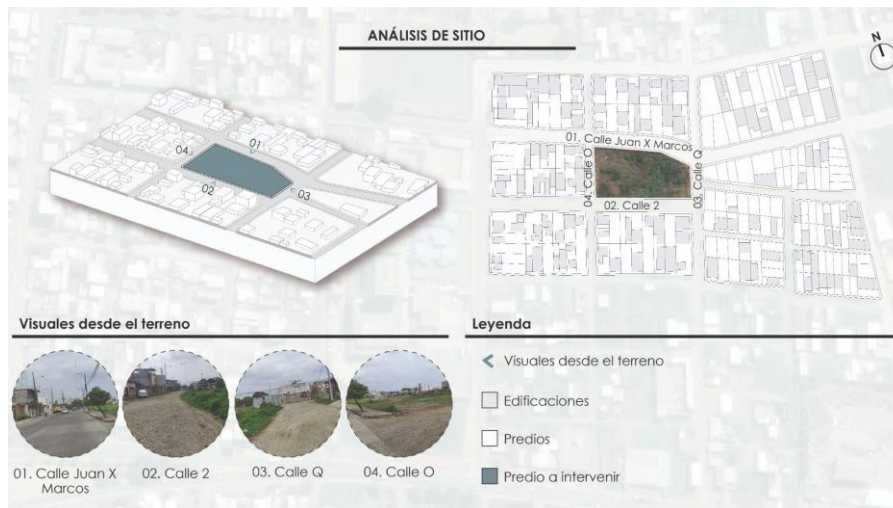 ANÁLISIS DE SITIO
N
01
04
02
03
01. Calle Juan X Marcos
04. Calle O
03. Calle Q
02. Calle 2
Visuales desde el terreno
01. Calle Juan X
Marcos
02. Calle 2
03. Calle Q
04. Calle O
Leyenda
Visuales desde el terreno
Edificaciones
Predios
Predio a intervenir